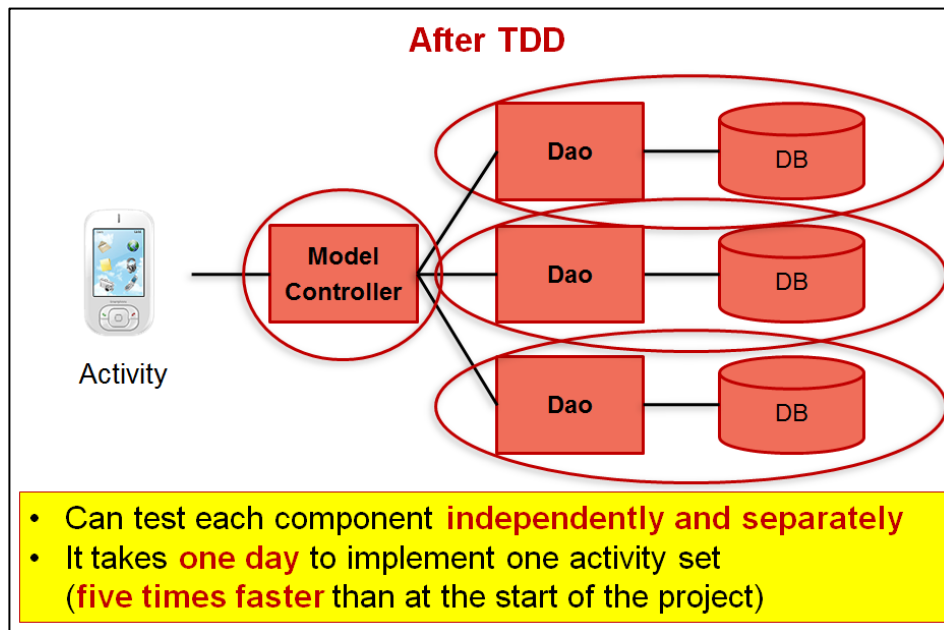 After TDD
Dao
DB
Model
Controller
Dao
DB
Activity
Dao
DB
• Can test each component independently and separately
• It takes one day to implement one activity set
(five times faster than at the start of the project)